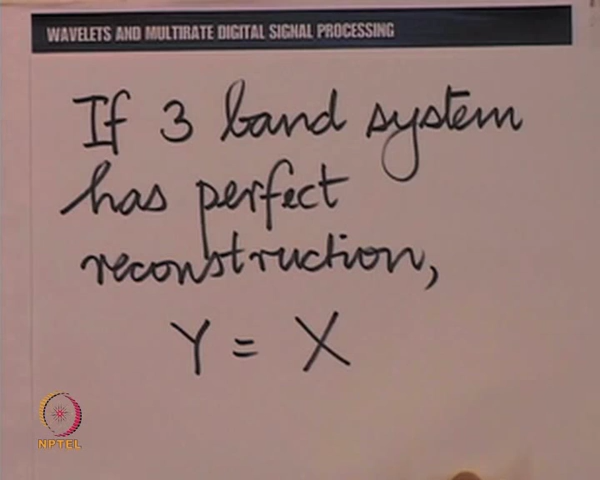 WAVELETS AND MULTIRATE DIGITAL SIGNAL PROCESSING
If 3 band system
has perfect
reconstruction,
Y = X
NPTEL